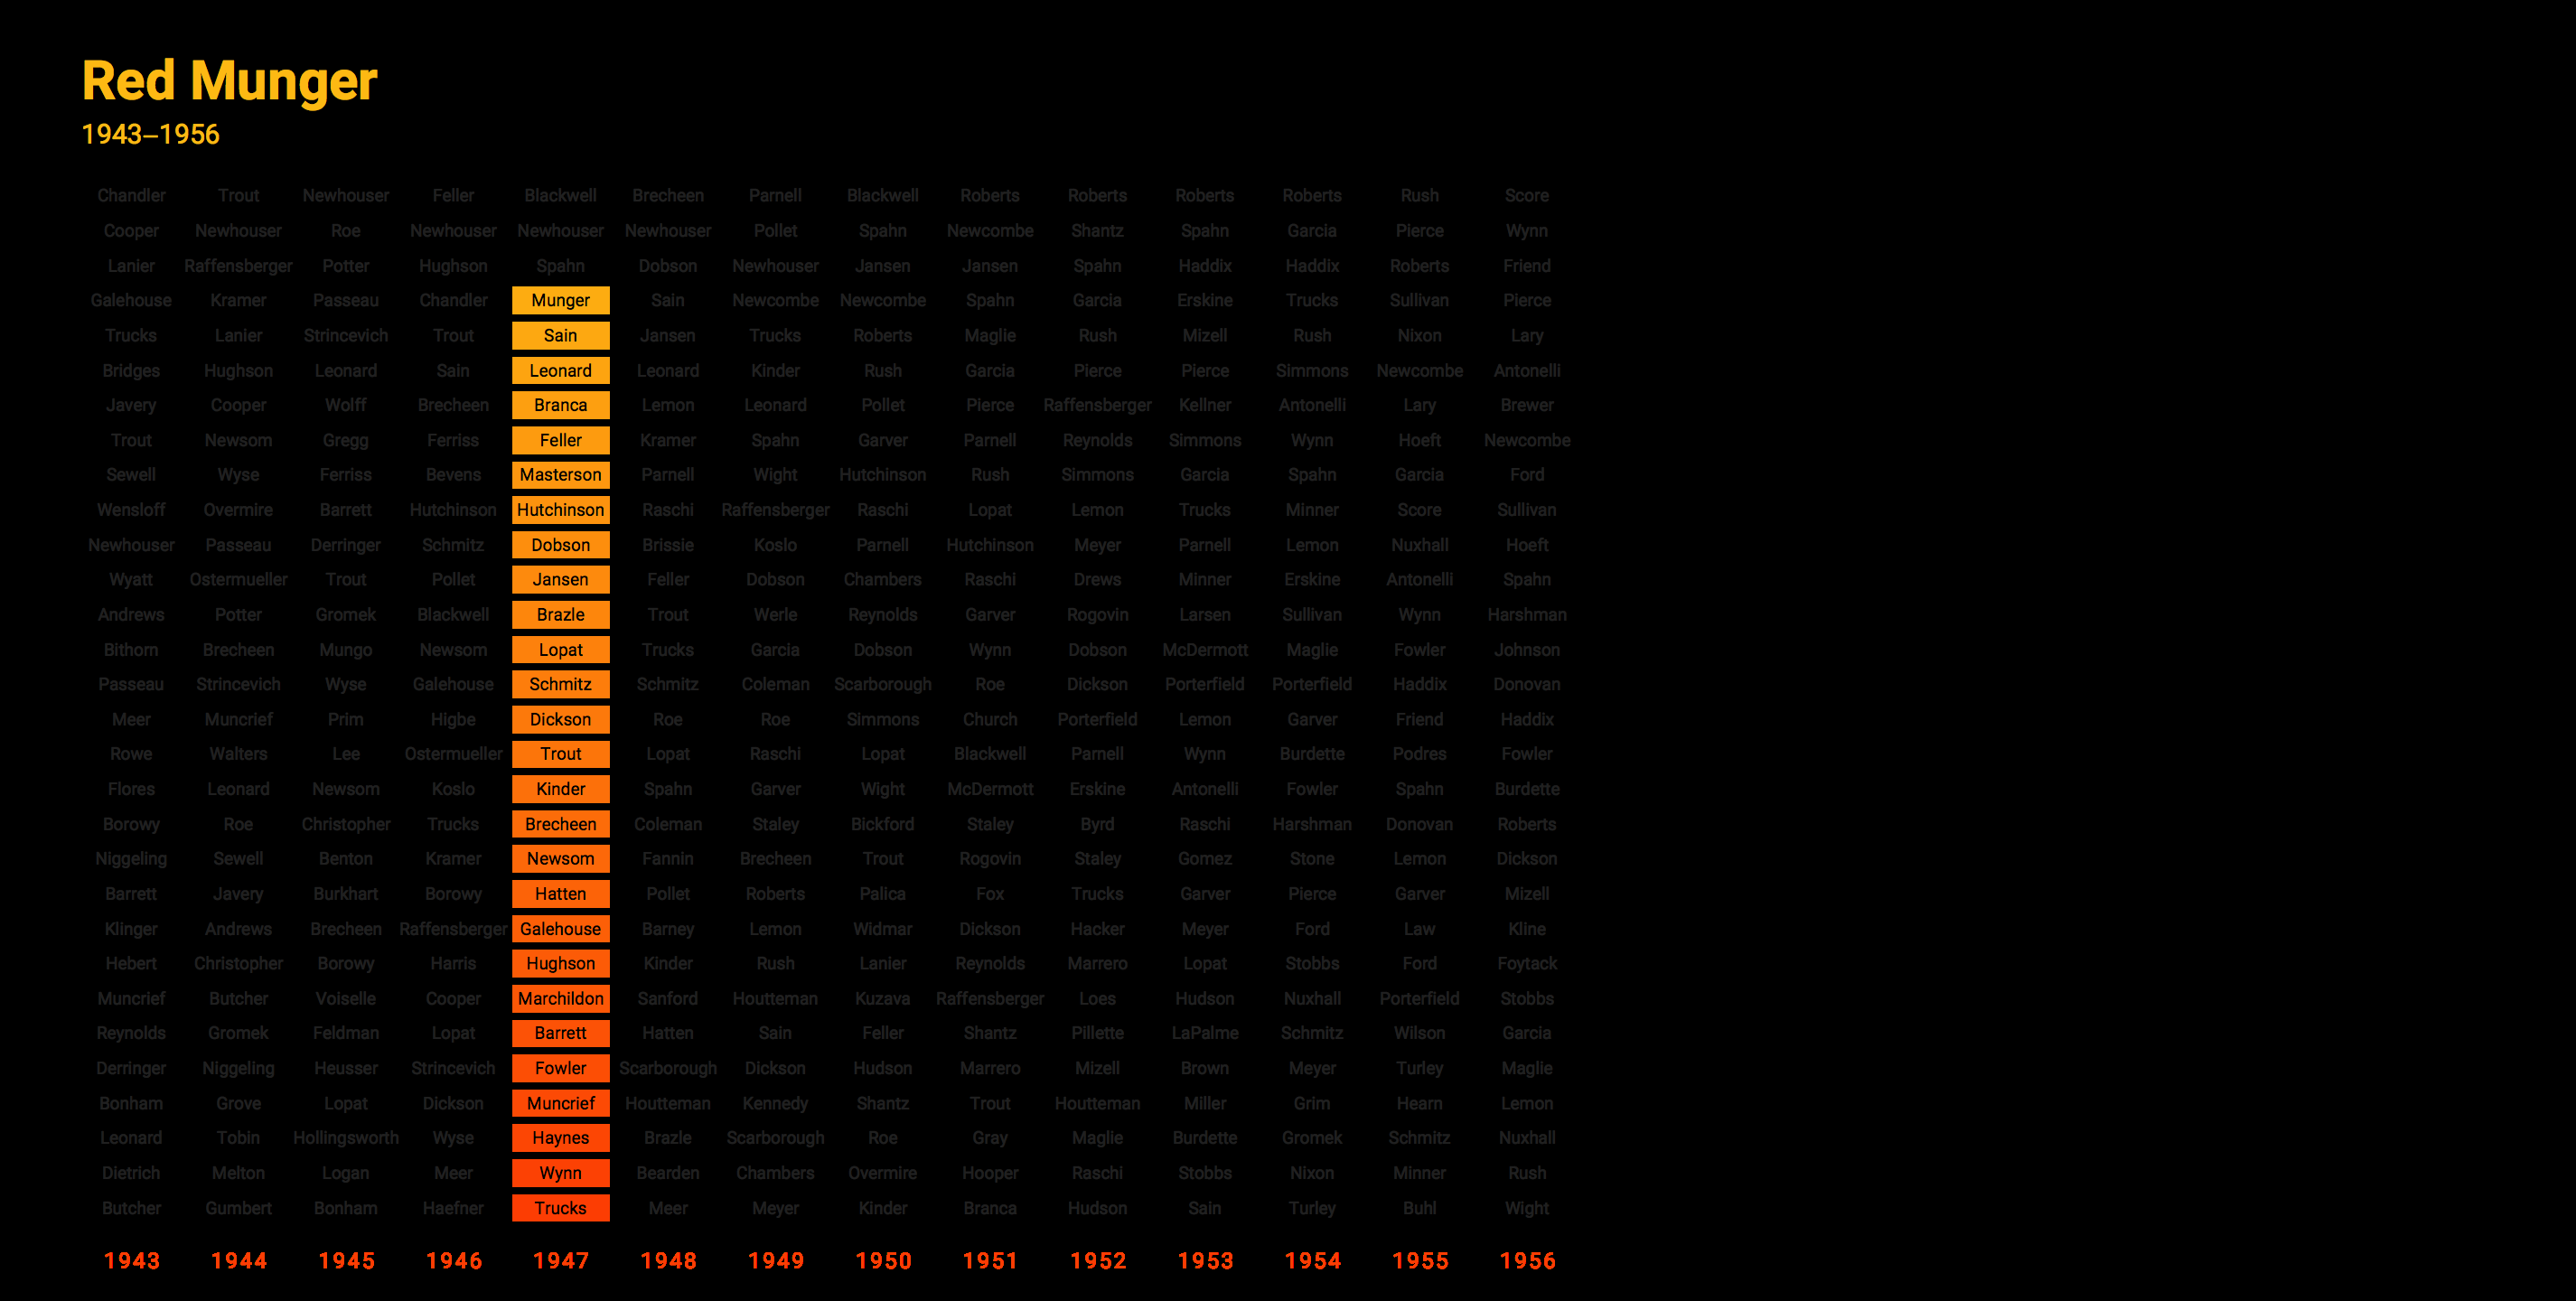 Red Munger
1943–1956
Chandler Trout Newhouser Feller Blackwell Brecheen Parnell Blackwell Roberts Roberts Roberts Roberts Rush Score
Cooper Newhouser Roe Newhouser Newhouser Newhouser Pollet Spahn Newcombe Shantz Spahn Garcia Pierce Wynn
Lanier Raffensberger Potter Hughson Spahn Dobson Newhouser Jansen Jansen Spahn Haddix Haddix Roberts Friend
Galehouse Kramer Passeau Chandler Munger Sain Newcombe Newcombe Spahn Garcia Erskine Trucks Sullivan Pierce
Trucks Lanier Strincevich Trout Sain Jansen Trucks Roberts Maglie Rush Mizell Rush Nixon Lary
Bridges Hughson Leonard Sain Leonard Leonard Kinder Rush Garcia Pierce Pierce Simmons Newcombe Antonelli
Javery Cooper Wolff Brecheen Branca Lemon Leonard Pollet Pierce Raffensberger Kellner Antonelli Lary Brewer
Trout Newsom Gregg Ferriss Feller Kramer Spahn Garver Parnell Reynolds Simmons Wynn Hoeft Newcombe
Sewell Wyse Ferriss Bevens Masterson Parnell Wight Hutchinson Rush Simmons Garcia Spahn Garcia Ford
Wensloff Overmire Barrett Hutchinson Hutchinson Raschi Raffensberger Raschi Lopat Lemon Trucks Minner Score Sullivan
Newhouser Passeau Derringer Schmitz Dobson Brissie Koslo Parnell Hutchinson Meyer Parnell Lemon Nuxhall Hoeft
Wyatt Ostermueller Trout Pollet Jansen Feller Dobson Chambers Raschi Drews Minner Erskine Antonelli Spahn
Andrews Potter Gromek Blackwell Brazle Trout Werle Reynolds Garver Rogovin Larsen Sullivan Wynn Harshman
Bithorn Brecheen Mungo Newsom Lopat Trucks Garcia Dobson Wynn Dobson McDermott Maglie Fowler Johnson
Passeau Strincevich Wyse Galehouse Schmitz Schmitz Coleman Scarborough Roe Dickson Porterfield Porterfield Haddix Donovan
Meer Muncrief Prim Higbe Dickson Roe Roe Simmons Church Porterfield Lemon Garver Friend Haddix
Rowe Walters Lee Ostermueller Trout Lopat Raschi Lopat Blackwell Parnell Wynn Burdette Podres Fowler
Flores Leonard Newsom Koslo Kinder Spahn Garver Wight McDermott Erskine Antonelli Fowler Spahn Burdette
Borowy Roe Christopher Trucks Brecheen Coleman Staley Bickford Staley Byrd Raschi Harshman Donovan Roberts
Niggeling Sewell Benton Kramer Newsom Fannin Brecheen Trout Rogovin Staley Gomez Stone Lemon Dickson
Barrett Javery Burkhart Borowy Hatten Pollet Roberts Palica Fox Trucks Garver Pierce Garver Mizell
Klinger Andrews Brecheen Raffensberger Galehouse Barney Lemon Widmar Dickson Hacker Meyer Ford Law Kline
Hebert Christopher Borowy Harris Hughson Kinder Rush Lanier Reynolds Marrero Lopat Stobbs Ford Foytack
Muncrief Butcher Voiselle Cooper Marchildon Sanford Houtteman Kuzava Raffensberger Loes Hudson Nuxhall Porterfield Stobbs
Reynolds Gromek Feldman Lopat Barrett Hatten Sain Feller Shantz Pillette LaPalme Schmitz Wilson Garcia
Derringer Niggeling Heusser Strincevich Fowler Scarborough Dickson Hudson Marrero Mizell Brown Meyer Turley Maglie
Bonham Grove Lopat Dickson Muncrief Houtteman Kennedy Shantz Trout Houtteman Miller Grim Hearn Lemon
Leonard Tobin Hollingsworth Wyse Haynes Brazle Scarborough Roe Gray Maglie Burdette Gromek Schmitz Nuxhall
Dietrich Melton Logan Meer Wynn Bearden Chambers Overmire Hooper Raschi Stobbs Nixon Minner Rush
Butcher Gumbert Bonham Haefner Trucks Meer Meyer Kinder Branca Hudson Sain Turley Buhl Wight
1943 1944 1945 1946 1947 1948 1949 1950 1951 1952 1953 1954 1955 1956